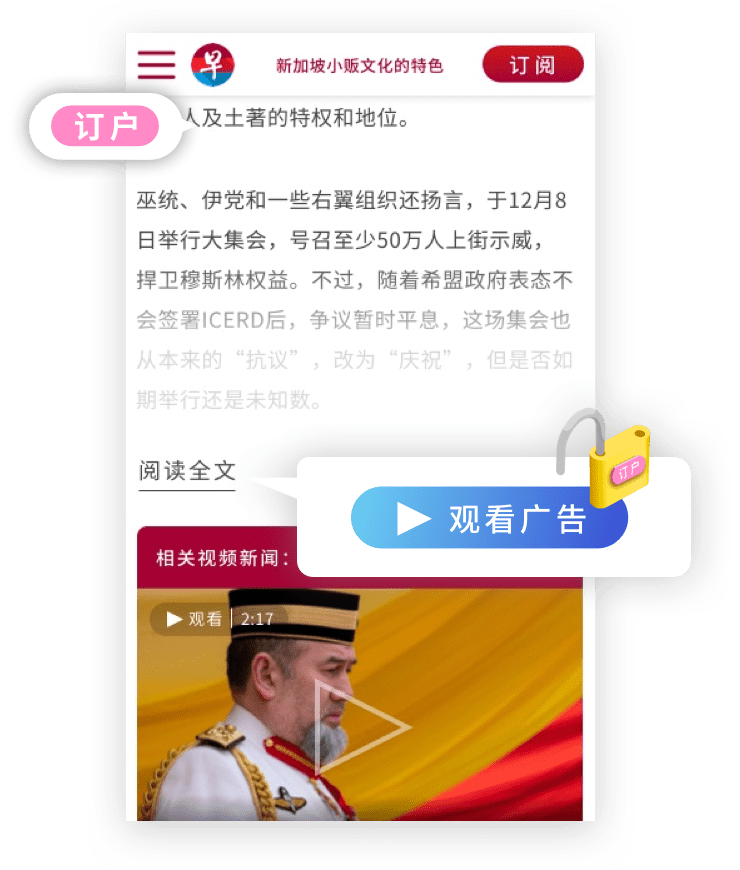 早
新加坡小贩文化的特色
订阅
订户
人及土著的特权和地位。
巫统、伊党和一些右翼组织还扬言，于12月8
日举行大集会，号召至少50万人上街示威，
捍卫穆斯林权益。不过，随着希盟政府表态不
会签署ICERD后，争议暂时平息，这场集会也
从本来的“抗议”，改为“庆祝”，但是否如
期举行还是未知数。
阅读全文
订户
观看广告
相关视频新闻：
观看 2:17